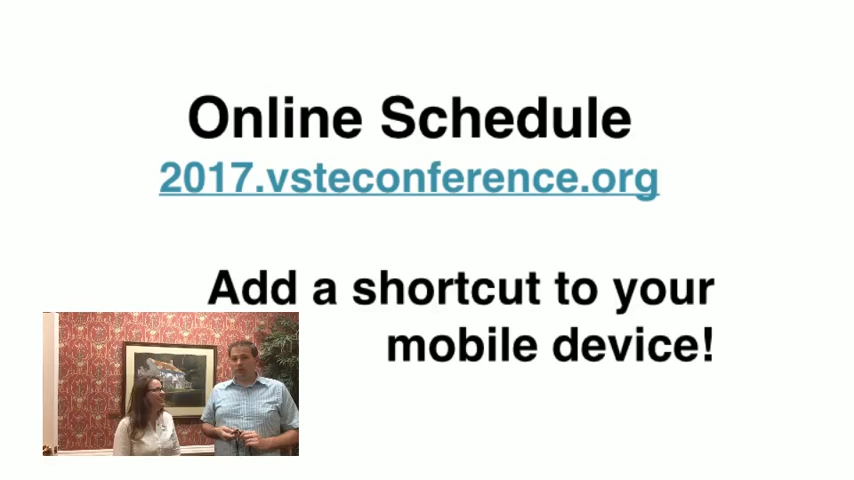 Online Schedule
2017.vsteconference.org
Add a shortcut to your
mobile device!